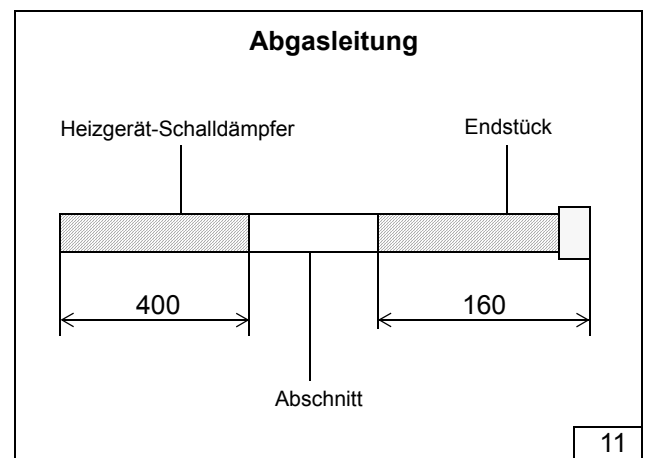 Abgasleitung
Heizgerät-Schalldämpfer
Endstück
400
160
Abschnitt
11